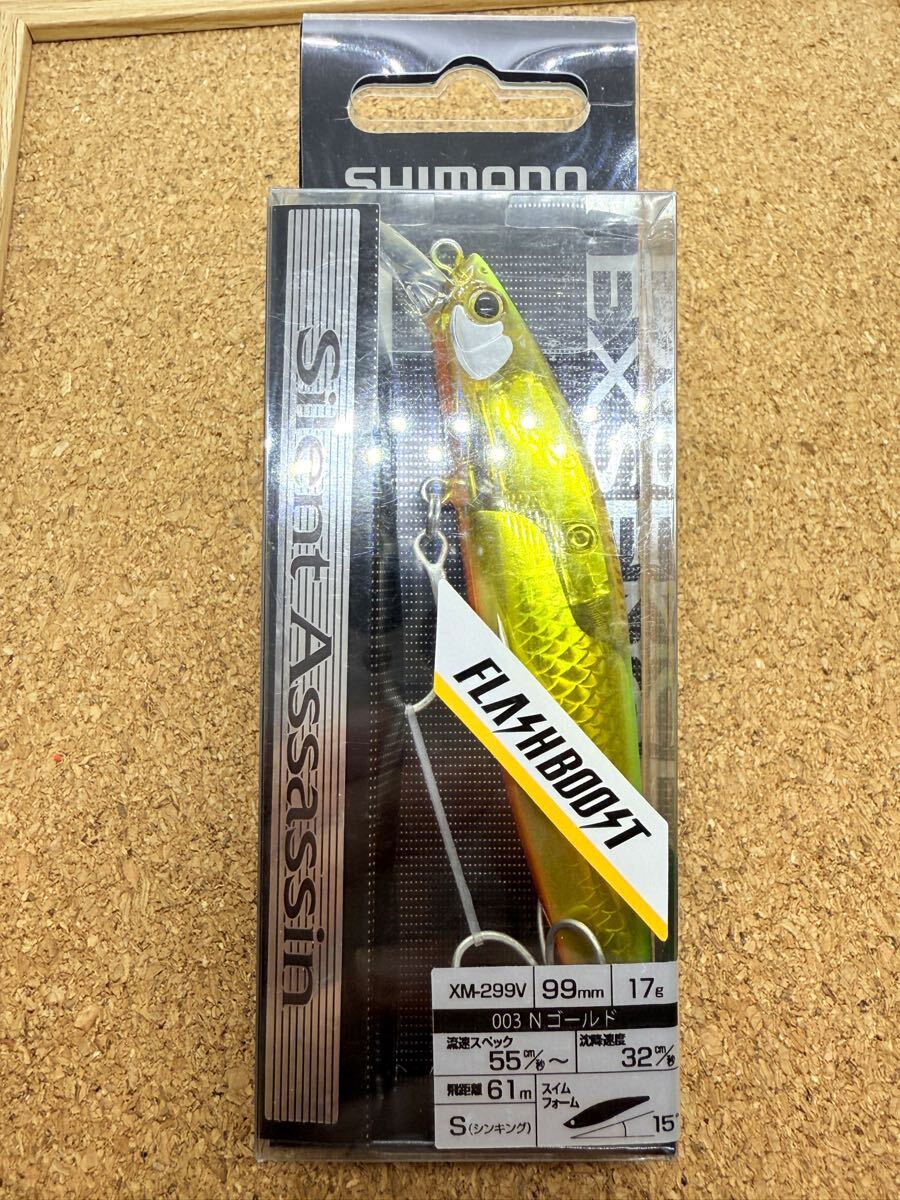 SHIMANO
EXSENCE
Silent Assassin
FLASHBOOST
XM-299V 99mm 17g
003 N ゴールド
流速スペック 55cm/秒〜
沈降速度 32cm/秒
飛距離 61m
スイム
フォーム
S(シンキング)
15°